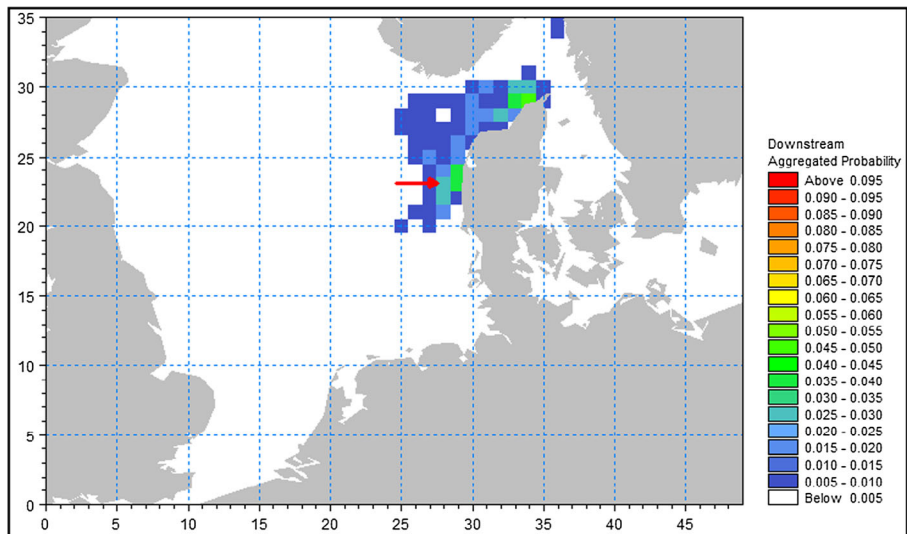 35
30
25
20
15
10
5
0
0 5 10 15 20 25 30 35 40 45
Downstream
Aggregated Probability
Above 0.095
0.090 - 0.095
0.085 - 0.090
0.080 - 0.085
0.075 - 0.080
0.070 - 0.075
0.065 - 0.070
0.060 - 0.065
0.055 - 0.060
0.050 - 0.055
0.045 - 0.050
0.040 - 0.045
0.035 - 0.040
0.030 - 0.035
0.025 - 0.030
0.020 - 0.025
0.015 - 0.020
0.010 - 0.015
0.005 - 0.010
Below 0.005